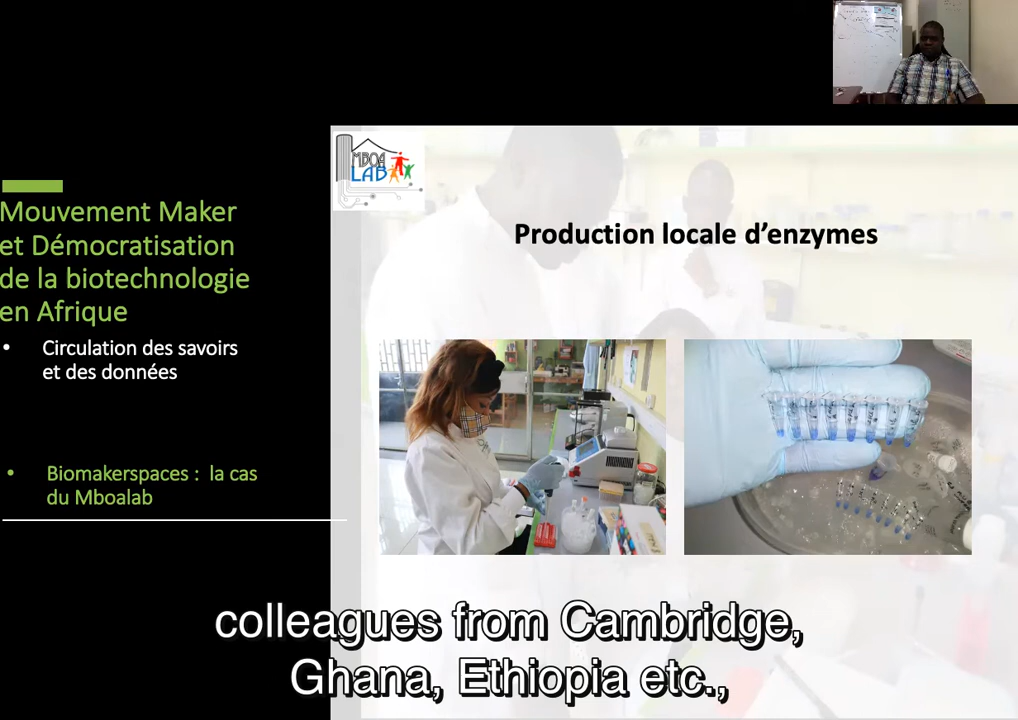 MBOA
LAB
Mouvement Maker
et Démocratisation
de la biotechnologie
en Afrique
• Circulation des savoirs
et des données
• Biomakerspaces : la cas
du Mboalab
Production locale d’enzymes
colleagues from Cambridge,
Ghana, Ethiopia etc.,